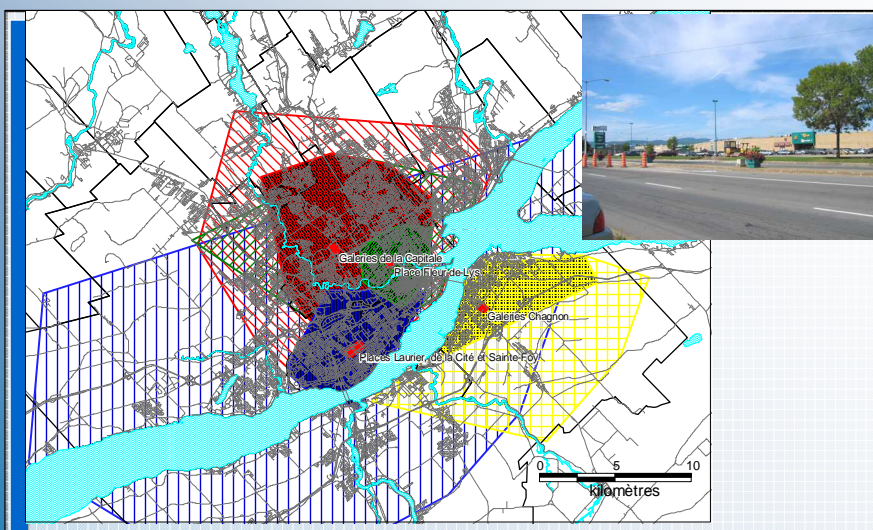 Galeries de la Capitale
Place Fleur-de-Lys
Galeries Chagnon
Places Laurier, de la Cité et Sainte-Foy
0 5 10
kilomètres